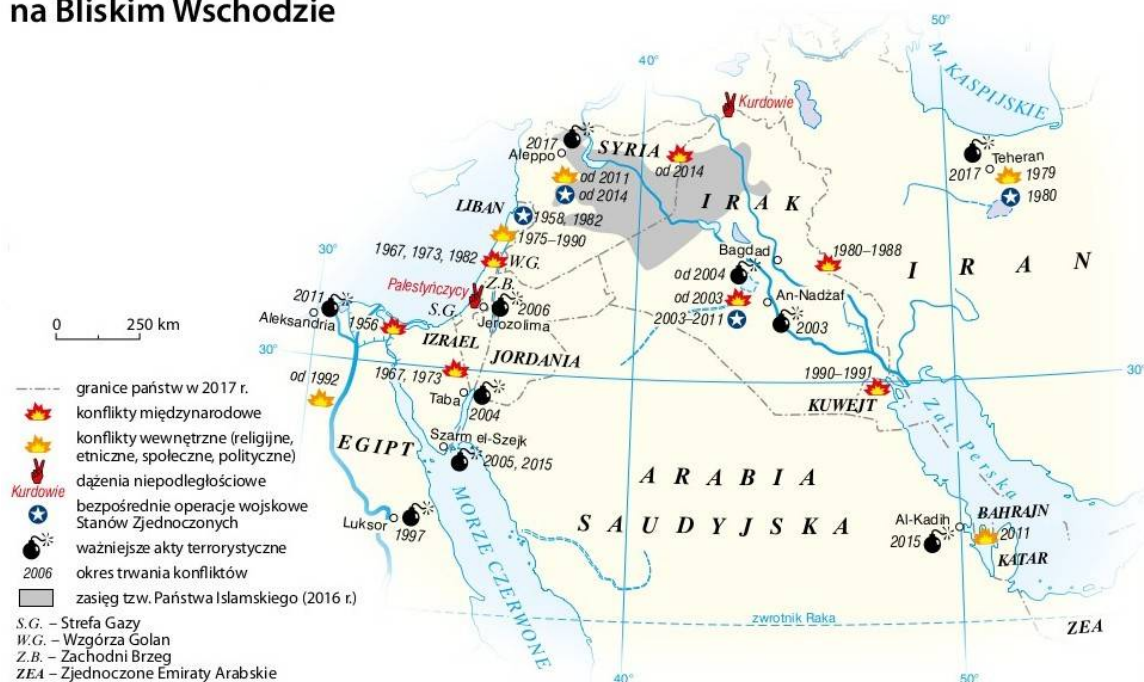 na Bliskim Wschodzie
50°
40°
M. KASPIJSKIE
Kurdowie
2017
Aleppo
SYRIA
od 2014
Teheran
2017
1979
1980
od 2011
od 2014
LIBAN
1958, 1982
IRAK
1975–1990
1967, 1973, 1982
W.G.
Bagdad
1980–1988
IRAN
30°
Palestyńczycy
Z.B.
od 2004
2011
S.G.
2006
od 2003
An-Nadżaf
Aleksandria
1956
Jerozolima
2003–2011
2003
0 250 km
IZRAEL
JORDANIA
30°
30°
od 1992
1967, 1973
1990–1991
Taba
2004
KUWEJT
Zat. Perska
EGIPT
Szarm el-Szejk
2005, 2015
ARABIA
SAUDYJSKA
MORZE CZERWONE
Luksor
1997
Al-Kadih
2015
BAHRAJN
2011
KATAR
zwrotnik Raka
ZEA
40°
50°
granice państw w 2017 r.
konflikty międzynarodowe
konflikty wewnętrzne (religijne,
etniczne, społeczne, polityczne)
dążenia niepodległościowe
Kurdowie
bezpośrednie operacje wojskowe
Stanów Zjednoczonych
ważniejsze akty terrorystyczne
2006 okres trwania konfliktów
zasięg tzw. Państwa Islamskiego (2016 r.)
S.G. – Strefa Gazy
W.G. – Wzgórza Golan
Z.B. – Zachodni Brzeg
ZEA – Zjednoczone Emiraty Arabskie